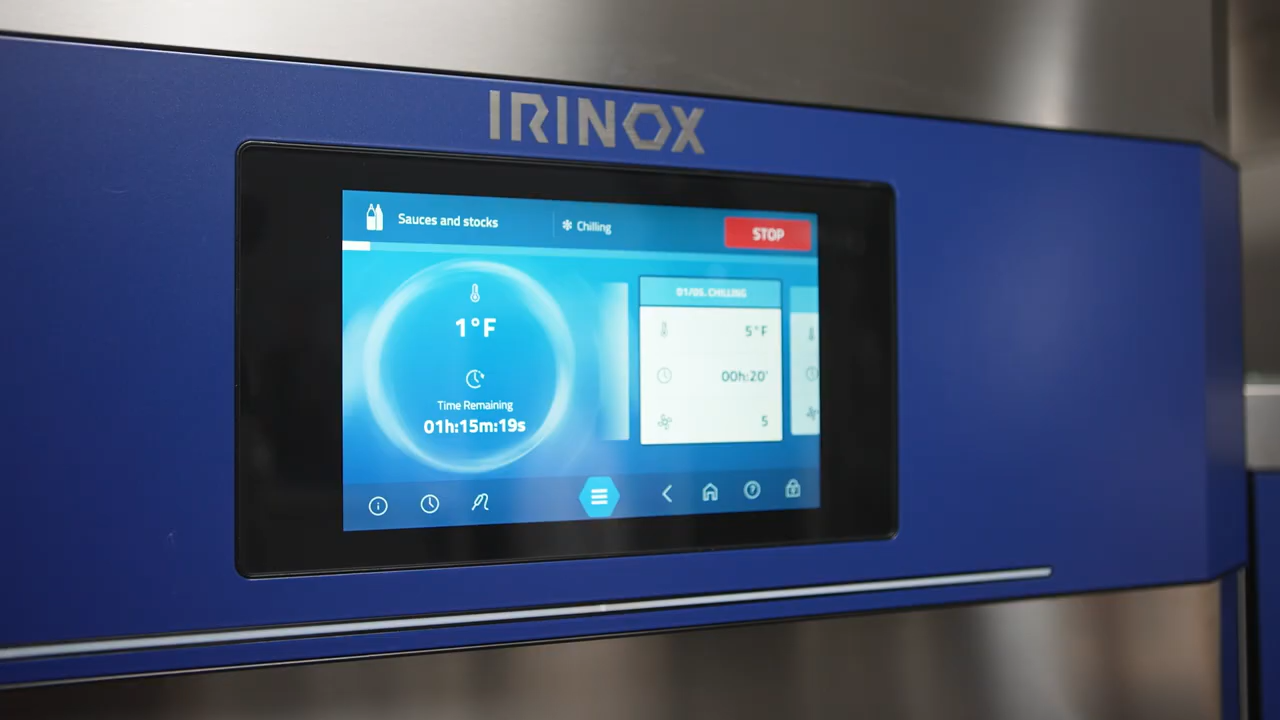 IRINOX
Sauces and stocks
Chilling
STOP
1°F
Time Remaining
01h:15m:19s
01/05. CHILLING
5°F
00h:20'
5